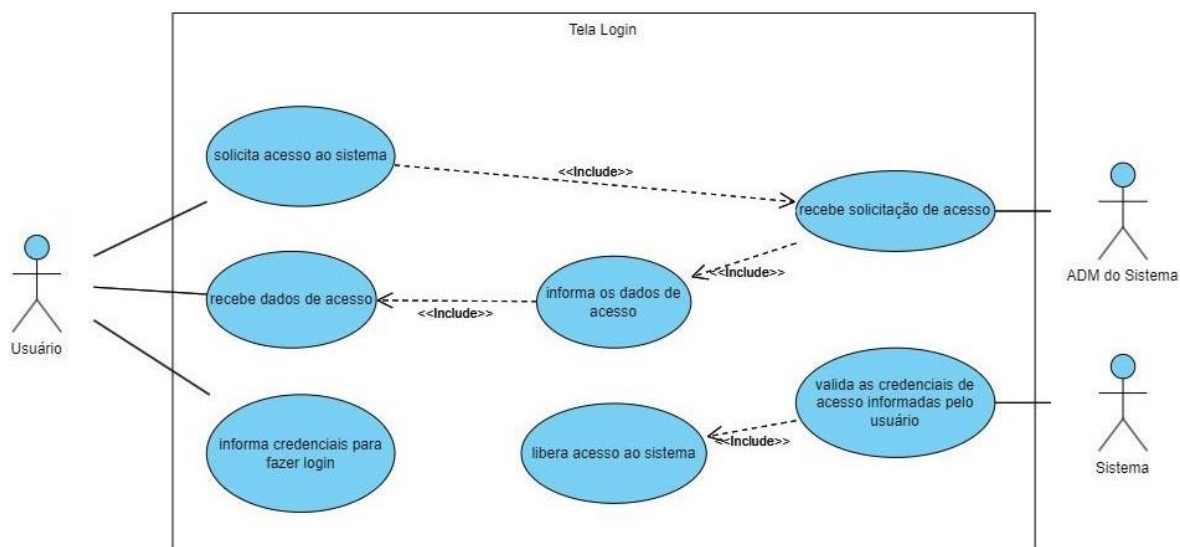 Tela Login
solicita acesso ao sistema
<<Include>>
recebe solicitação de acesso
ADM do Sistema
<<Include>>
recebe dados de acesso
<<Include>>
informa os dados de
acesso
Usuário
informa credenciais para
fazer login
libera acesso ao sistema
<<Include>>
valida as credenciais de
acesso informadas pelo
usuário
Sistema